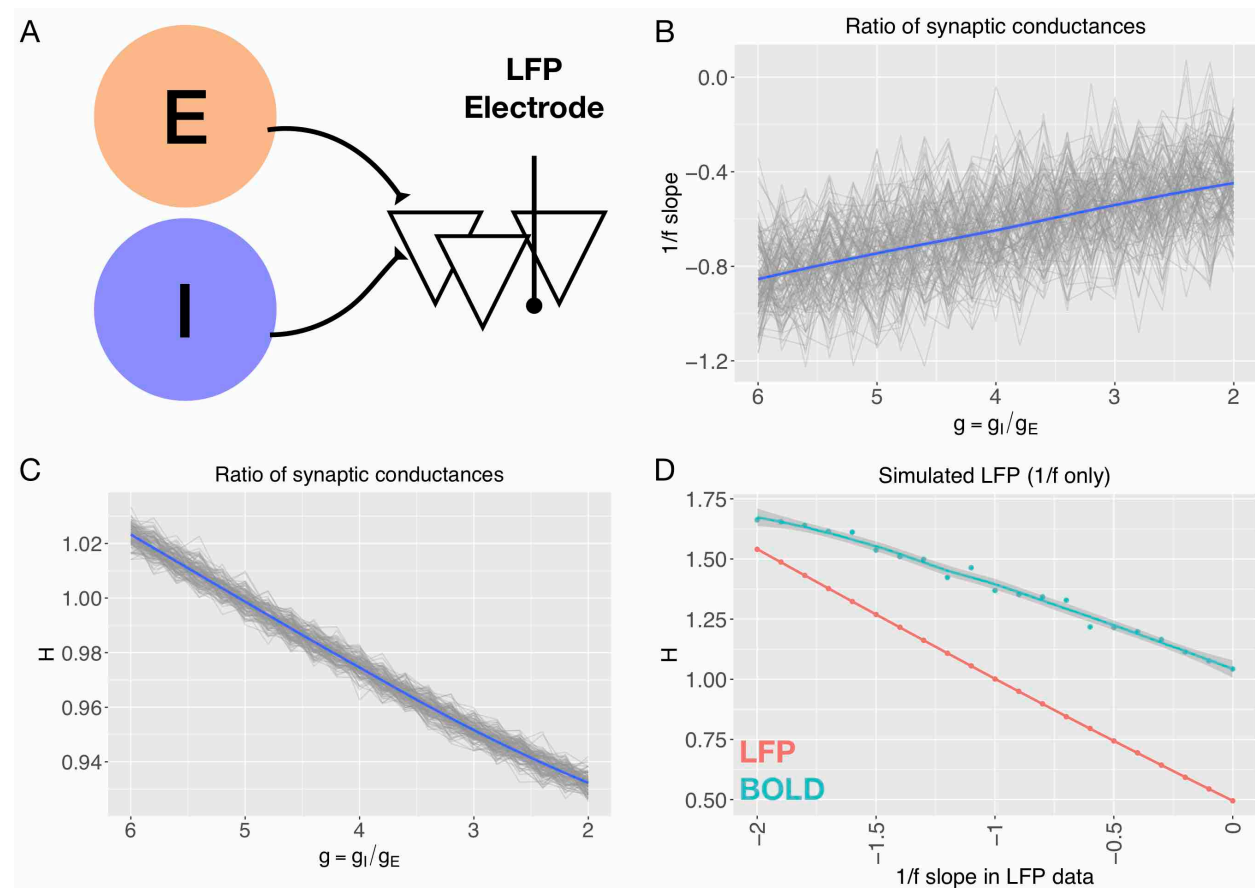 A
E
I
LFP
Electrode
B
Ratio of synaptic conductances
1/f slope
0.0
−0.4
−0.8
−1.2
6 5 4 3 2
g = gI/gE
C
Ratio of synaptic conductances
H
1.02
1.00
0.98
0.96
0.94
6 5 4 3 2
g = gI/gE
D
Simulated LFP (1/f only)
H
1.75
1.50
1.25
1.00
0.75
0.50
LFP
BOLD
−2 −1.5 −1 −0.5 0
1/f slope in LFP data